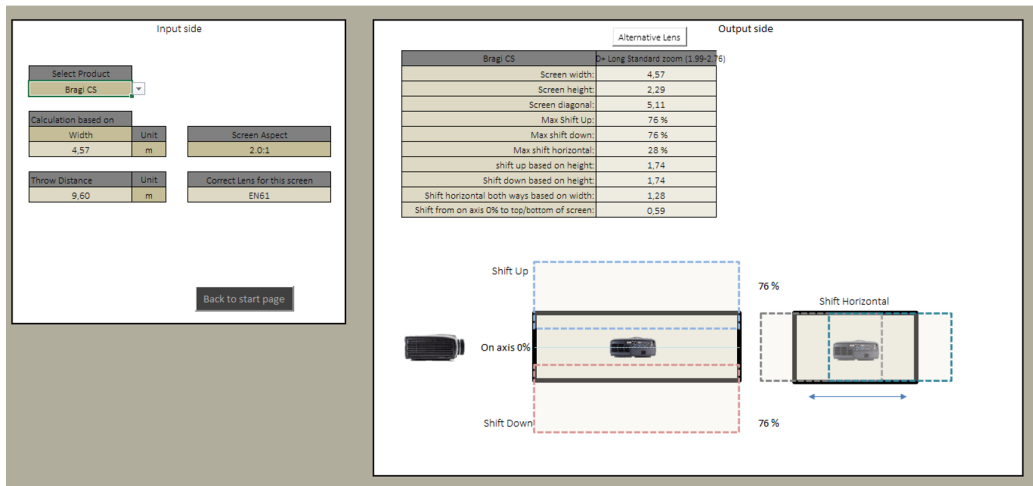 Input side
Select Product
Bragi CS
Calculation based on
Width Unit
4,57 m
Screen Aspect
2.0:1
Throw Distance Unit
9,60 m
Correct Lens for this screen
EN61
Back to start page
Output side
Alternative Lens
Bragi CS D+ Long Standard zoom (1.99-2.76)
Screen width: 4,57
Screen height: 2,29
Screen diagonal: 5,11
Max Shift Up: 76 %
Max shift down: 76 %
Max shift horizontal: 28 %
shift up based on height: 1,74
Shift down based on height: 1,74
Shift horizontal both ways based on width: 1,28
Shift from on axis 0% to top/bottom of screen: 0,59
Shift Up
76 %
Shift Horizontal
On axis 0%
Shift Down
76 %